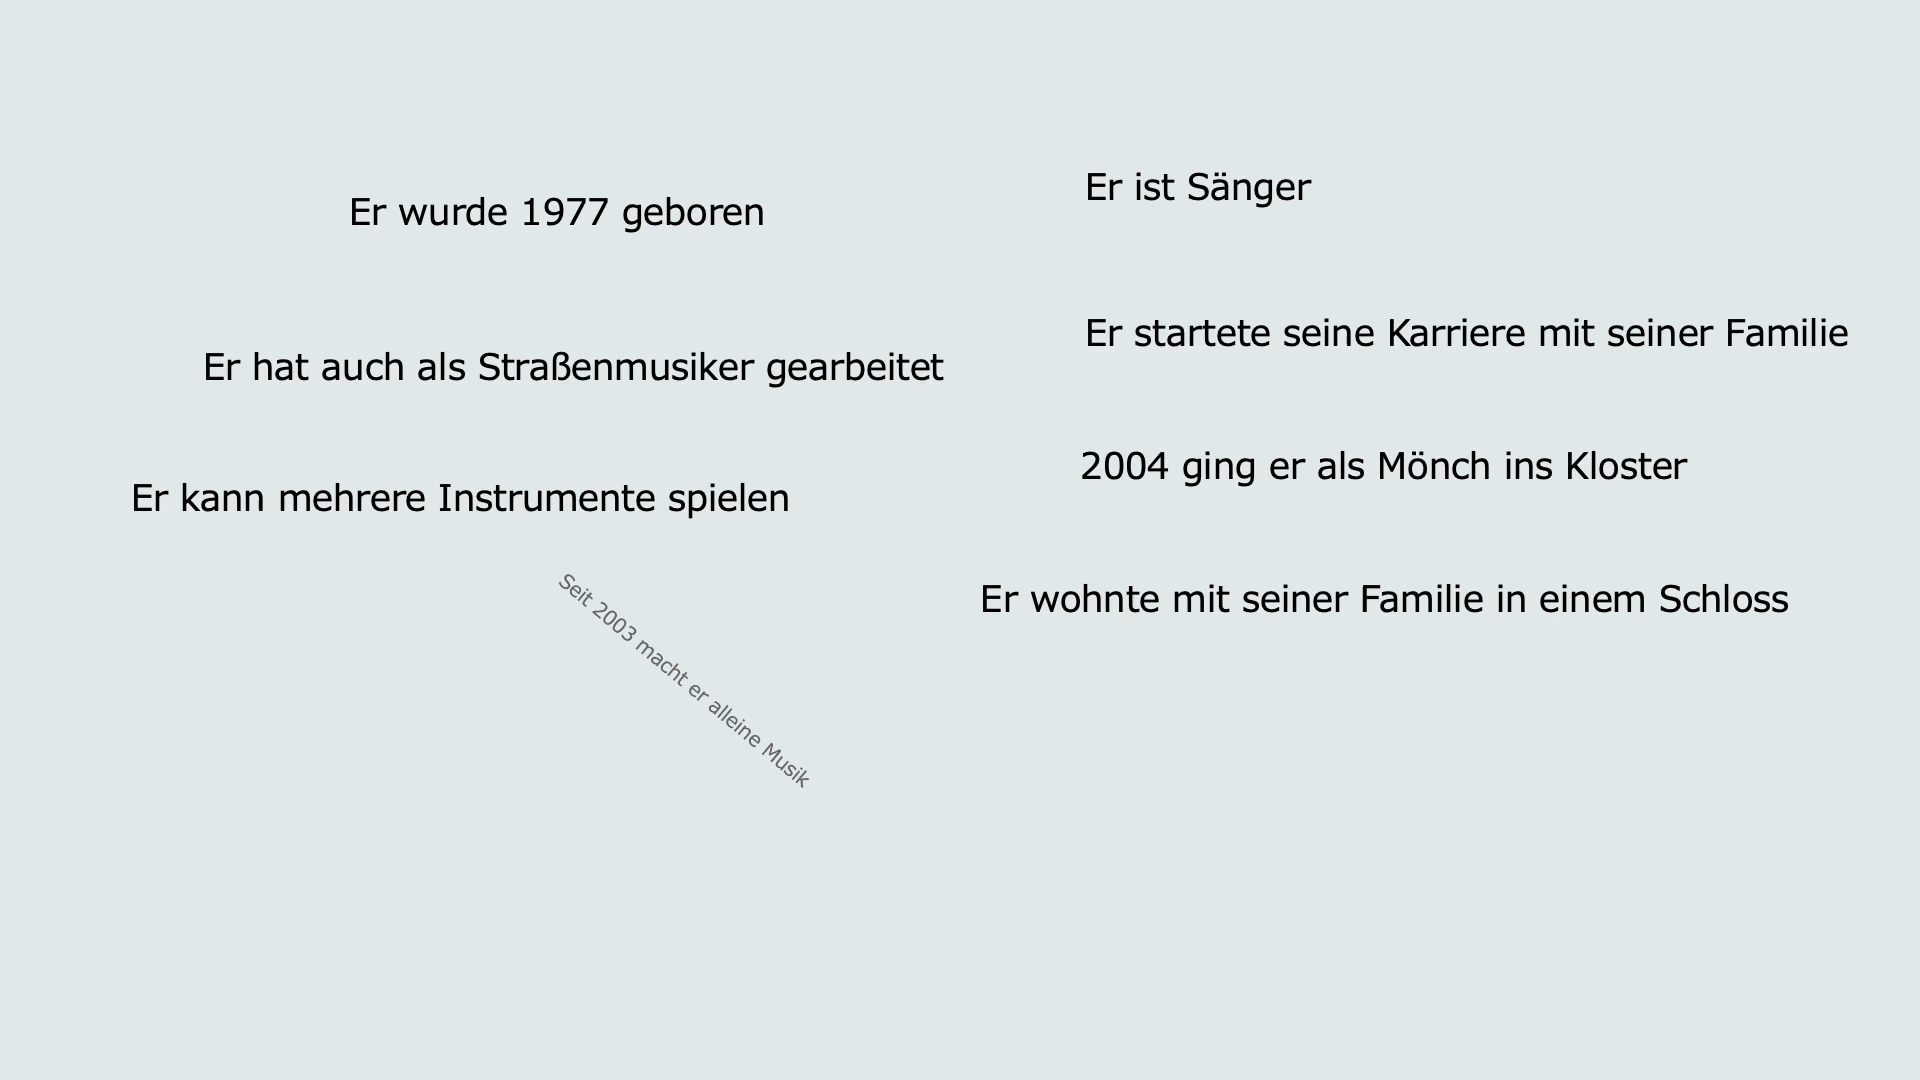 Er wurde 1977 geboren
Er hat auch als Straßenmusiker gearbeitet
Er kann mehrere Instrumente spielen
Seit 2003 macht er alleine Musik
Er ist Sänger
Er startete seine Karriere mit seiner Familie
2004 ging er als Mönch ins Kloster
Er wohnte mit seiner Familie in einem Schloss